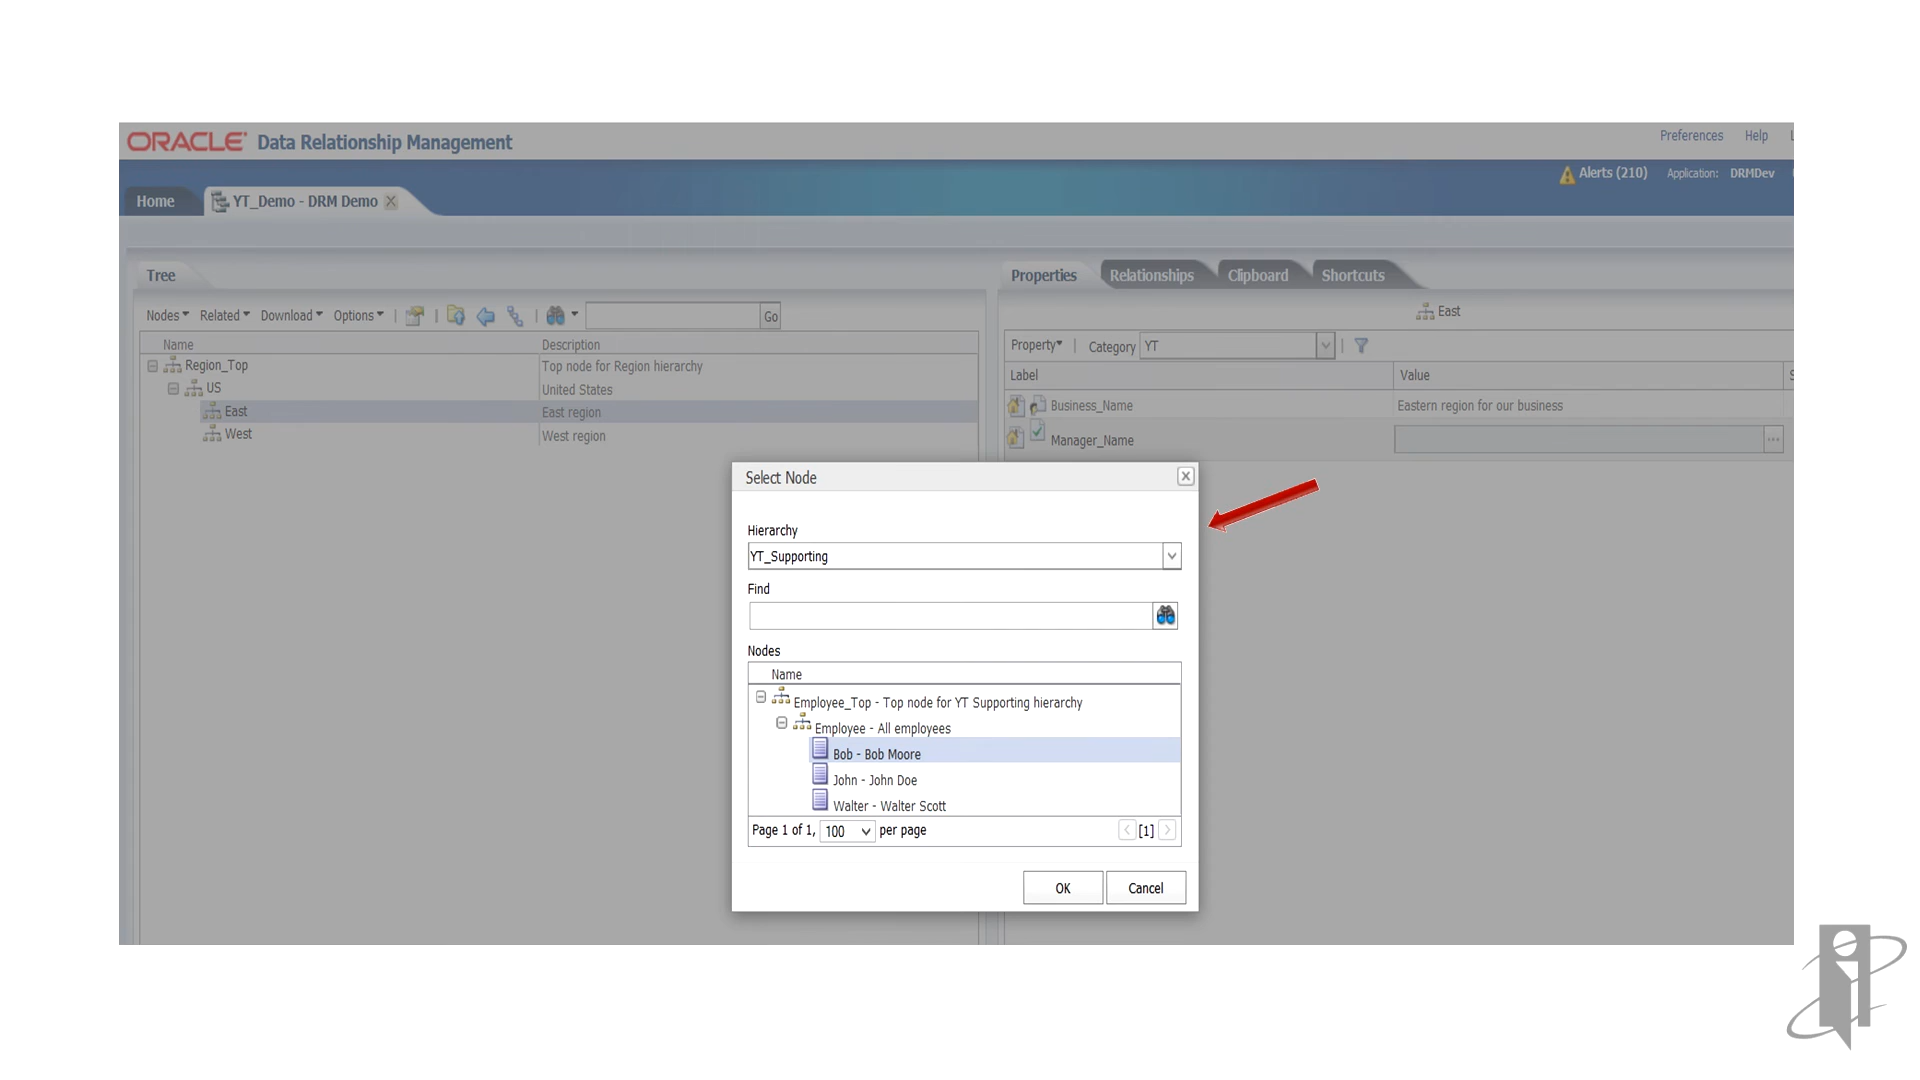 ORACLE Data Relationship Management
Preferences Help
Alerts (210) Application: DRMDev
Home YT_Demo - DRM Demo
Tree
Nodes Related Download Options Go
Name Description
Region_Top Top node for Region hierarchy
US United States
East East region
West West region
Properties Relationships Clipboard Shortcuts
East
Property Category YT
Label Value
Business_Name Eastern region for our business
Manager_Name ...
Select Node
Hierarchy
YT_Supporting
Find
Nodes
Name
Employee_Top - Top node for YT Supporting hierarchy
Employee - All employees
Bob - Bob Moore
John - John Doe
Walter - Walter Scott
Page 1 of 1, 100 per page [1]
OK Cancel